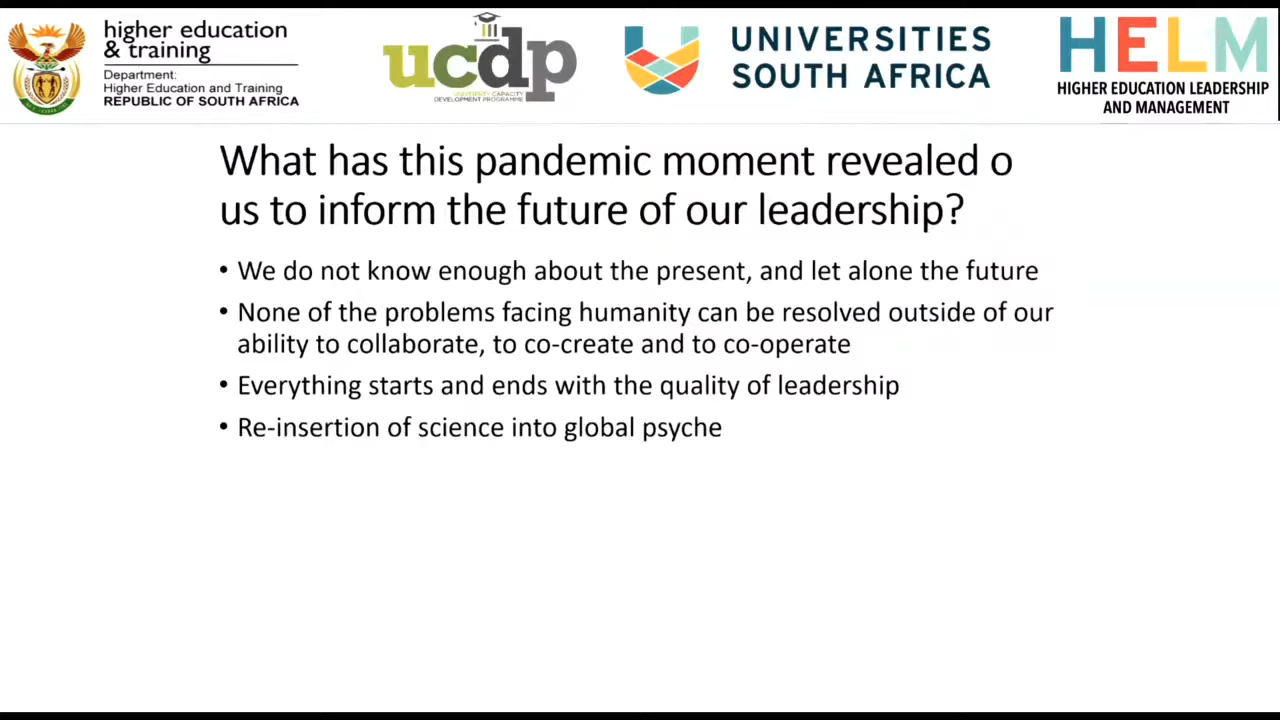 higher education
& training
Department:
Higher Education and Training
REPUBLIC OF SOUTH AFRICA
ucdp
UNIVERSITY CAPACITY
DEVELOPMENT PROGRAMME
UNIVERSITIES
SOUTH AFRICA
HELM
HIGHER EDUCATION LEADERSHIP
AND MANAGEMENT
What has this pandemic moment revealed o
us to inform the future of our leadership?
• We do not know enough about the present, and let alone the future
• None of the problems facing humanity can be resolved outside of our
ability to collaborate, to co-create and to co-operate
• Everything starts and ends with the quality of leadership
• Re-insertion of science into global psyche